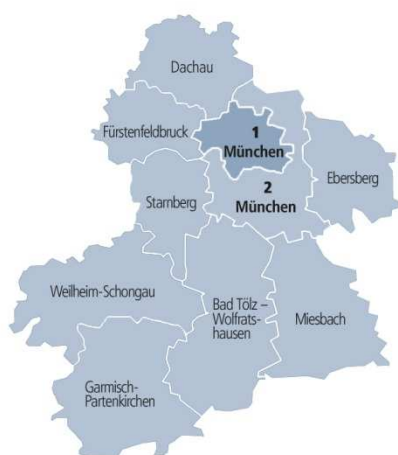 Dachau
Fürstenfeldbruck
1
München
Ebersberg
2
München
Starnberg
Weilheim-Schongau
Bad Tölz –
Wolfrats-
hausen
Miesbach
Garmisch-
Partenkirchen